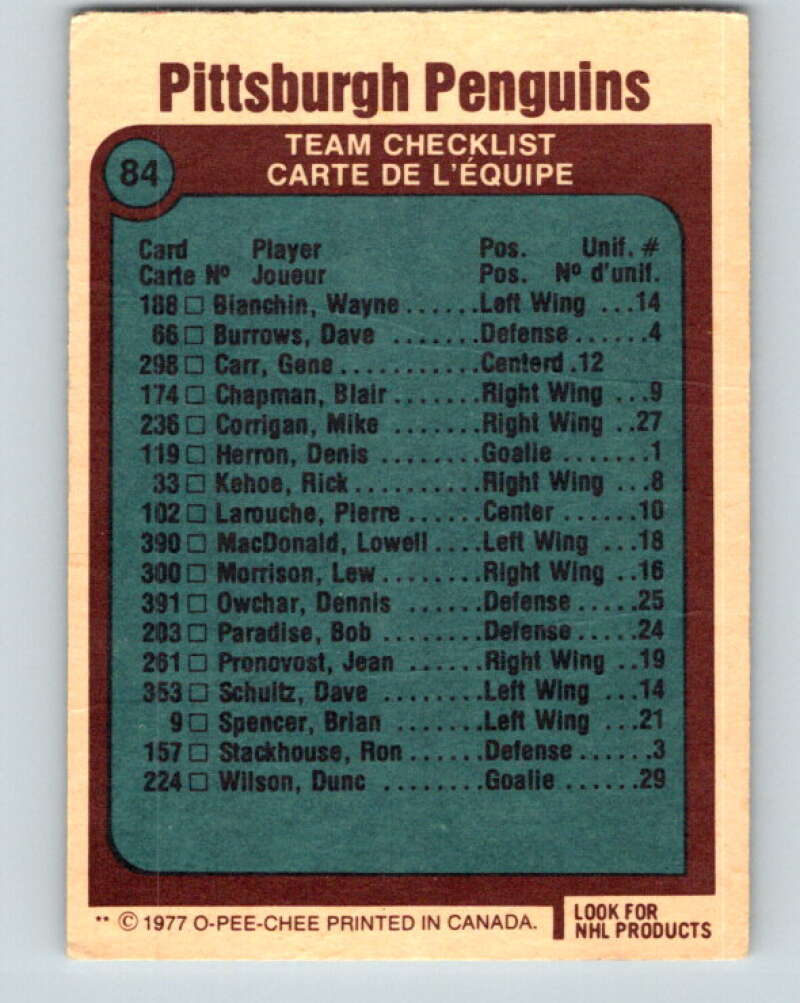 Pittsburgh Penguins
84
TEAM CHECKLIST
CARTE DE L'ÉQUIPE
Card Player Pos. Unif. #
Carte Nº Joueur Pos. Nº d'unif.
188 □ Bianchin, Wayne......Left Wing ...14
66 □ Burrows, Dave .........Defense......4
298 □ Carr, Gene............Centerd .12
174 □ Chapman, Blair.......Right Wing ...9
236 □ Corrigan, Mike .......Right Wing ..27
119 □ Herron, Denis ........Goalie.......1
33 □ Kehoe, Rick..........Right Wing ...8
102 □ Larouche, Pierre......Center ......10
390 □ MacDonald, Lowell....Left Wing ...18
300 □ Morrison, Lew........Right Wing ..16
391 □ Owchar, Dennis ......Defense.....25
203 □ Paradise, Bob ........Defense.....24
261 □ Pronovost, Jean ......Right Wing ..19
353 □ Schultz, Dave ........Left Wing ...14
9 □ Spencer, Brian .......Left Wing ...21
157 □ Stackhouse, Ron......Defense......3
224 □ Wilson, Dunc ........Goalie......29
** © 1977 O-PEE-CHEE PRINTED IN CANADA.
LOOK FOR
NHL PRODUCTS